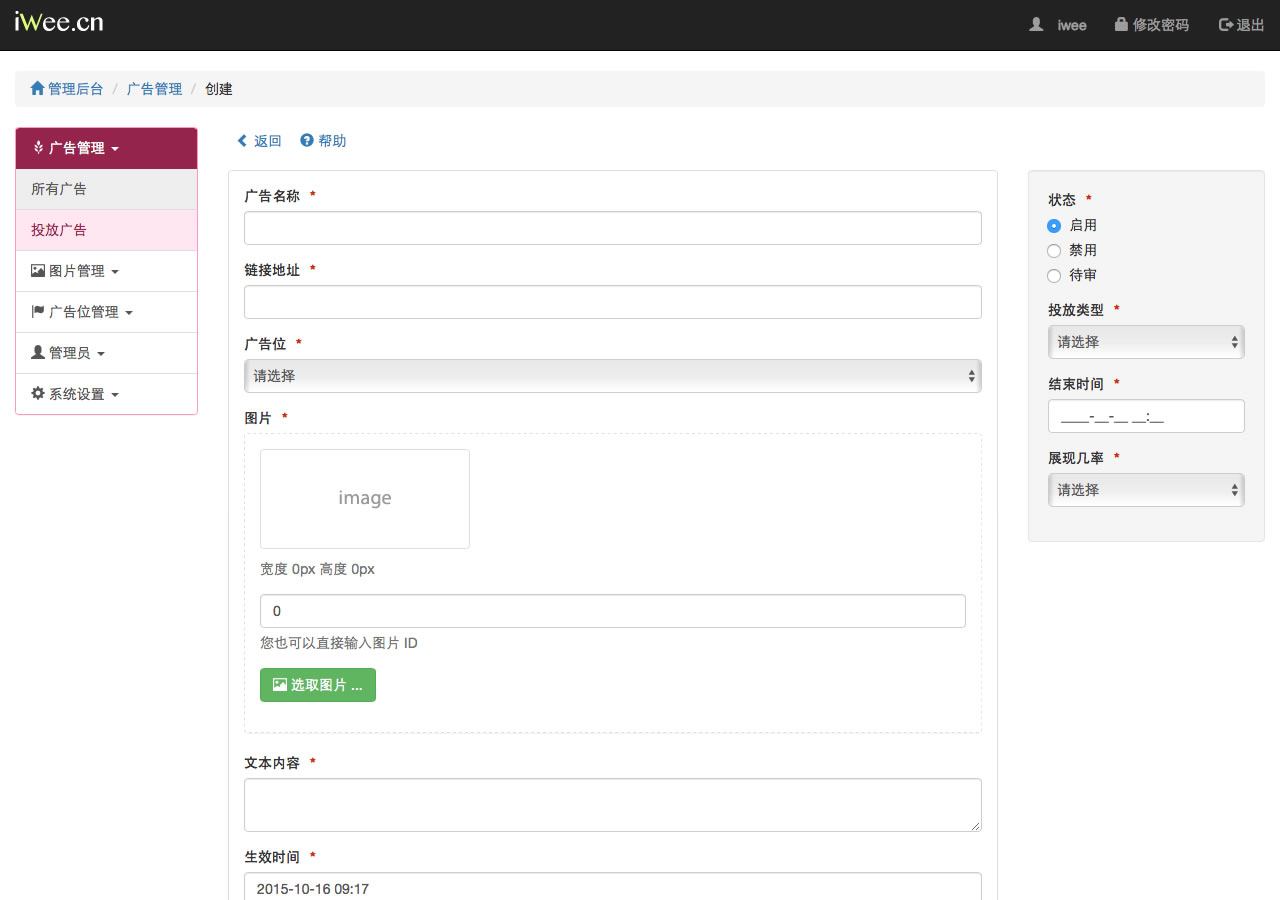 iWee.cn
iwee 修改密码 退出
管理后台 / 广告管理 / 创建
广告管理
所有广告
投放广告
图片管理
广告位管理
管理员
系统设置
返回 帮助
广告名称 *
链接地址 *
广告位 *
请选择
图片 *
image
宽度 0px 高度 0px
0
您也可以直接输入图片 ID
选取图片 ...
文本内容 *
生效时间 *
2015-10-16 09:17
状态 *
启用
禁用
待审
投放类型 *
请选择
结束时间 *
____-__-__ __:__
展现几率 *
请选择